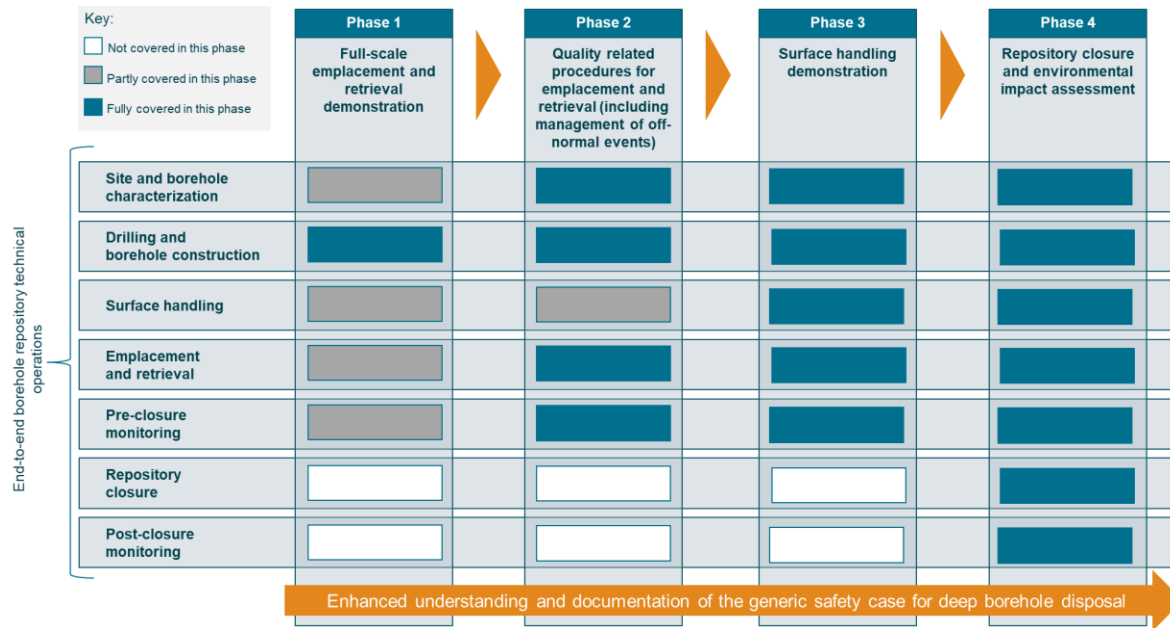 Key:
Not covered in this phase
Partly covered in this phase
Fully covered in this phase
Phase 1
Full-scale
emplacement and
retrieval
demonstration
Phase 2
Quality related
procedures for
emplacement and
retrieval (including
management of off-
normal events)
Phase 3
Surface handling
demonstration
Phase 4
Repository closure
and environmental
impact assessment
End-to-end borehole repository technical
operations
Site and borehole
characterization
Drilling and
borehole construction
Surface handling
Emplacement
and retrieval
Pre-closure
monitoring
Repository
closure
Post-closure
monitoring
Enhanced understanding and documentation of the generic safety case for deep borehole disposal